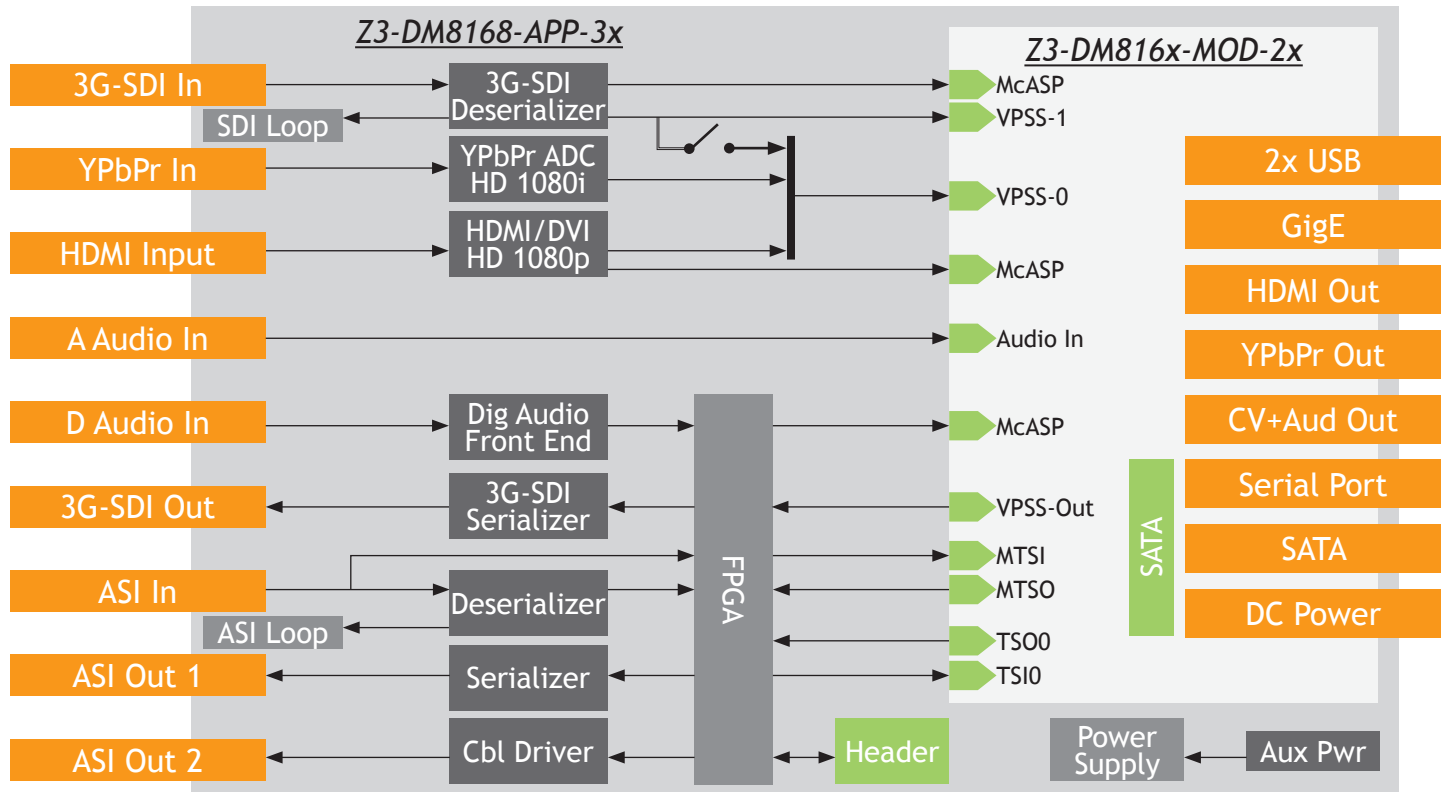 Z3-DM8168-APP-3x
Z3-DM816x-MOD-2x
3G-SDI In
SDI Loop
3G-SDI
Deserializer
McASP
VPSS-1
YPbPr In
YPbPr ADC
HD 1080i
VPSS-0
HDMI Input
HDMI/DVI
HD 1080p
McASP
A Audio In
Audio In
D Audio In
Dig Audio
Front End
McASP
3G-SDI Out
3G-SDI
Serializer
VPSS-Out
ASI In
ASI Loop
Deserializer
FPGA
MTSI
MTSO
TSO0
ASI Out 1
Serializer
TSI0
ASI Out 2
Cbl Driver
Header
Power
Supply
Aux Pwr
SATA
2x USB
GigE
HDMI Out
YPbPr Out
CV+Aud Out
Serial Port
SATA
DC Power